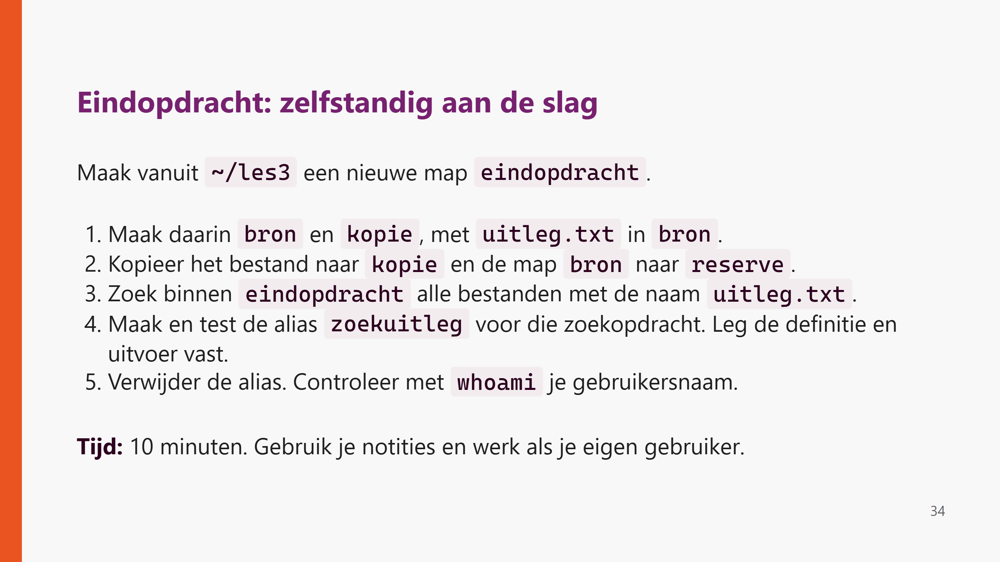 Eindopdracht: zelfstandig aan de slag
Maak vanuit ~/les3 een nieuwe map eindopdracht.
1. Maak daarin bron en kopie, met uitleg.txt in bron.
2. Kopieer het bestand naar kopie en de map bron naar reserve.
3. Zoek binnen eindopdracht alle bestanden met de naam uitleg.txt.
4. Maak en test de alias zoekuitleg voor die zoekopdracht. Leg de definitie en
uitvoer vast.
5. Verwijder de alias. Controleer met whoami je gebruikersnaam.
Tijd: 10 minuten. Gebruik je notities en werk als je eigen gebruiker.
34